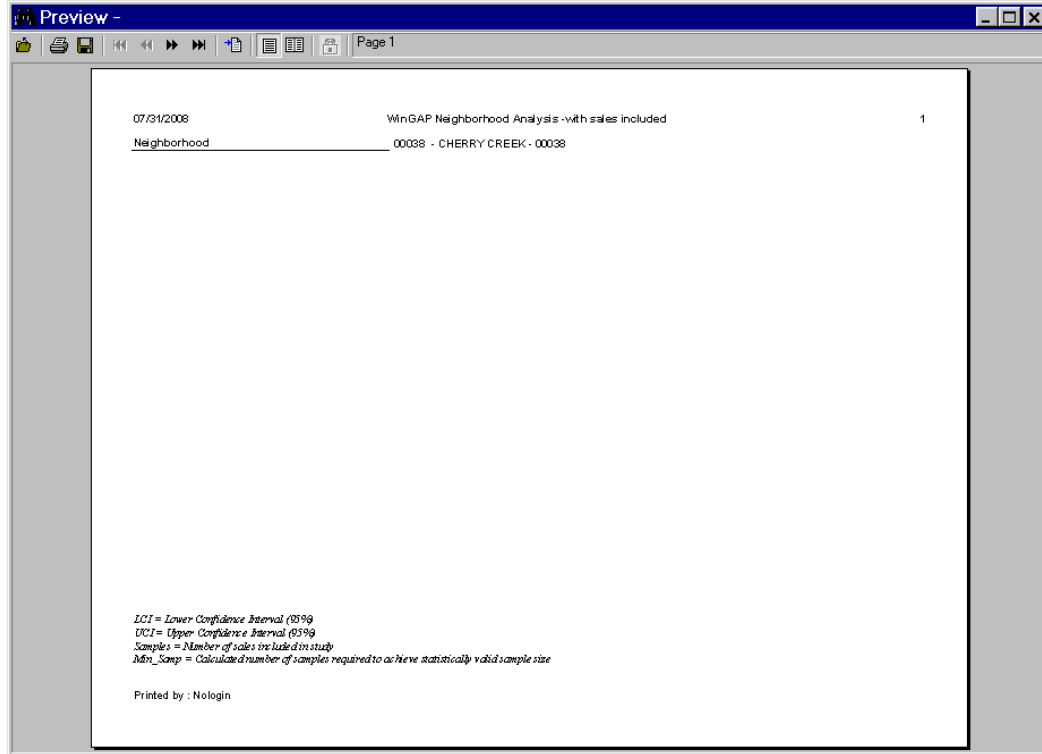 Preview -
Page 1
07/31/2008 WinGAP Neighborhood Analysis -with sales included 1
Neighborhood 00038 - CHERRY CREEK - 00038
LCI = Lower Confidence Interval (95%)
UCI = Upper Confidence Interval (95%)
Samples = Number of sales included in study
Min_Samp = Calculated number of samples required to achieve statistically valid sample size
Printed by : Nologin